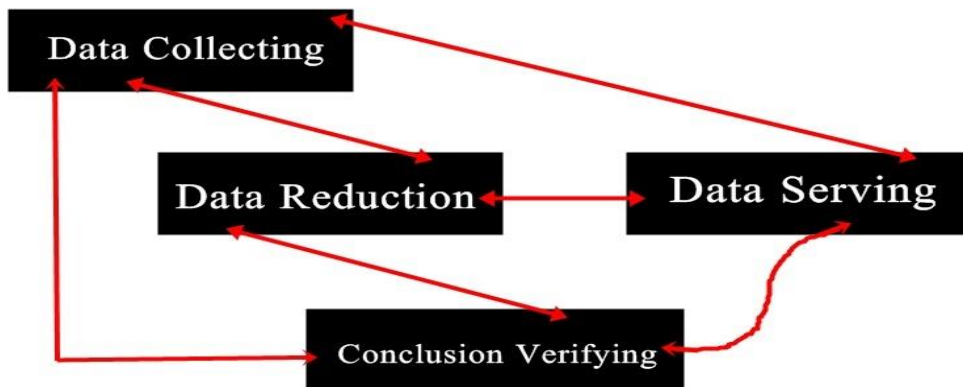 Data Collecting
Data Reduction
Data Serving
Conclusion Verifying